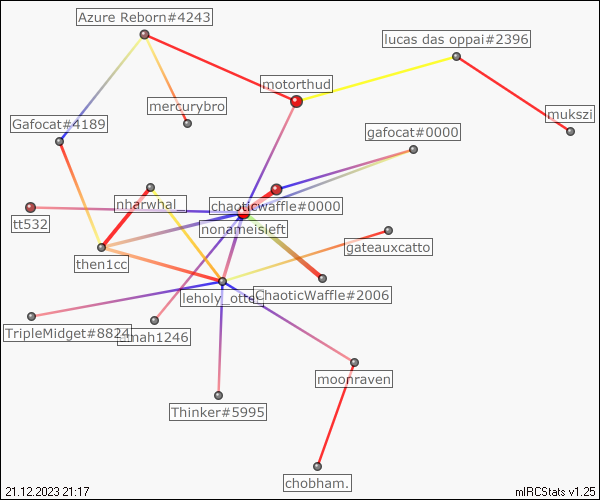 Azure Reborn#4243
lucas das oppai#2396
motorthud
mercurybro
mukszi
Gafocat#4189
gafocat#0000
nharwhal_
chaoticwaffle#0000
tt532
nonameisleft
gateauxcatto
then1cc
leholy_otte
ChaoticWaffle#2006
TripleMidget#8824
nah1246
moonraven
Thinker#5995
chobham.
21.12.2023 21:17
mIRCStats v1.25